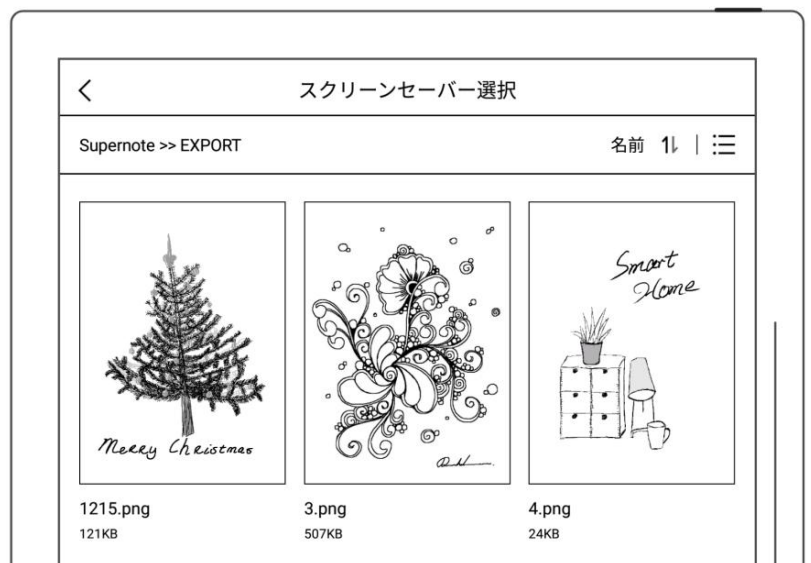 スクリーンセーバー選択
Supernote >> EXPORT 名前
Merry Christmas
Smart
Home
1215.png 3.png 4.png
121KB 507KB 24KB